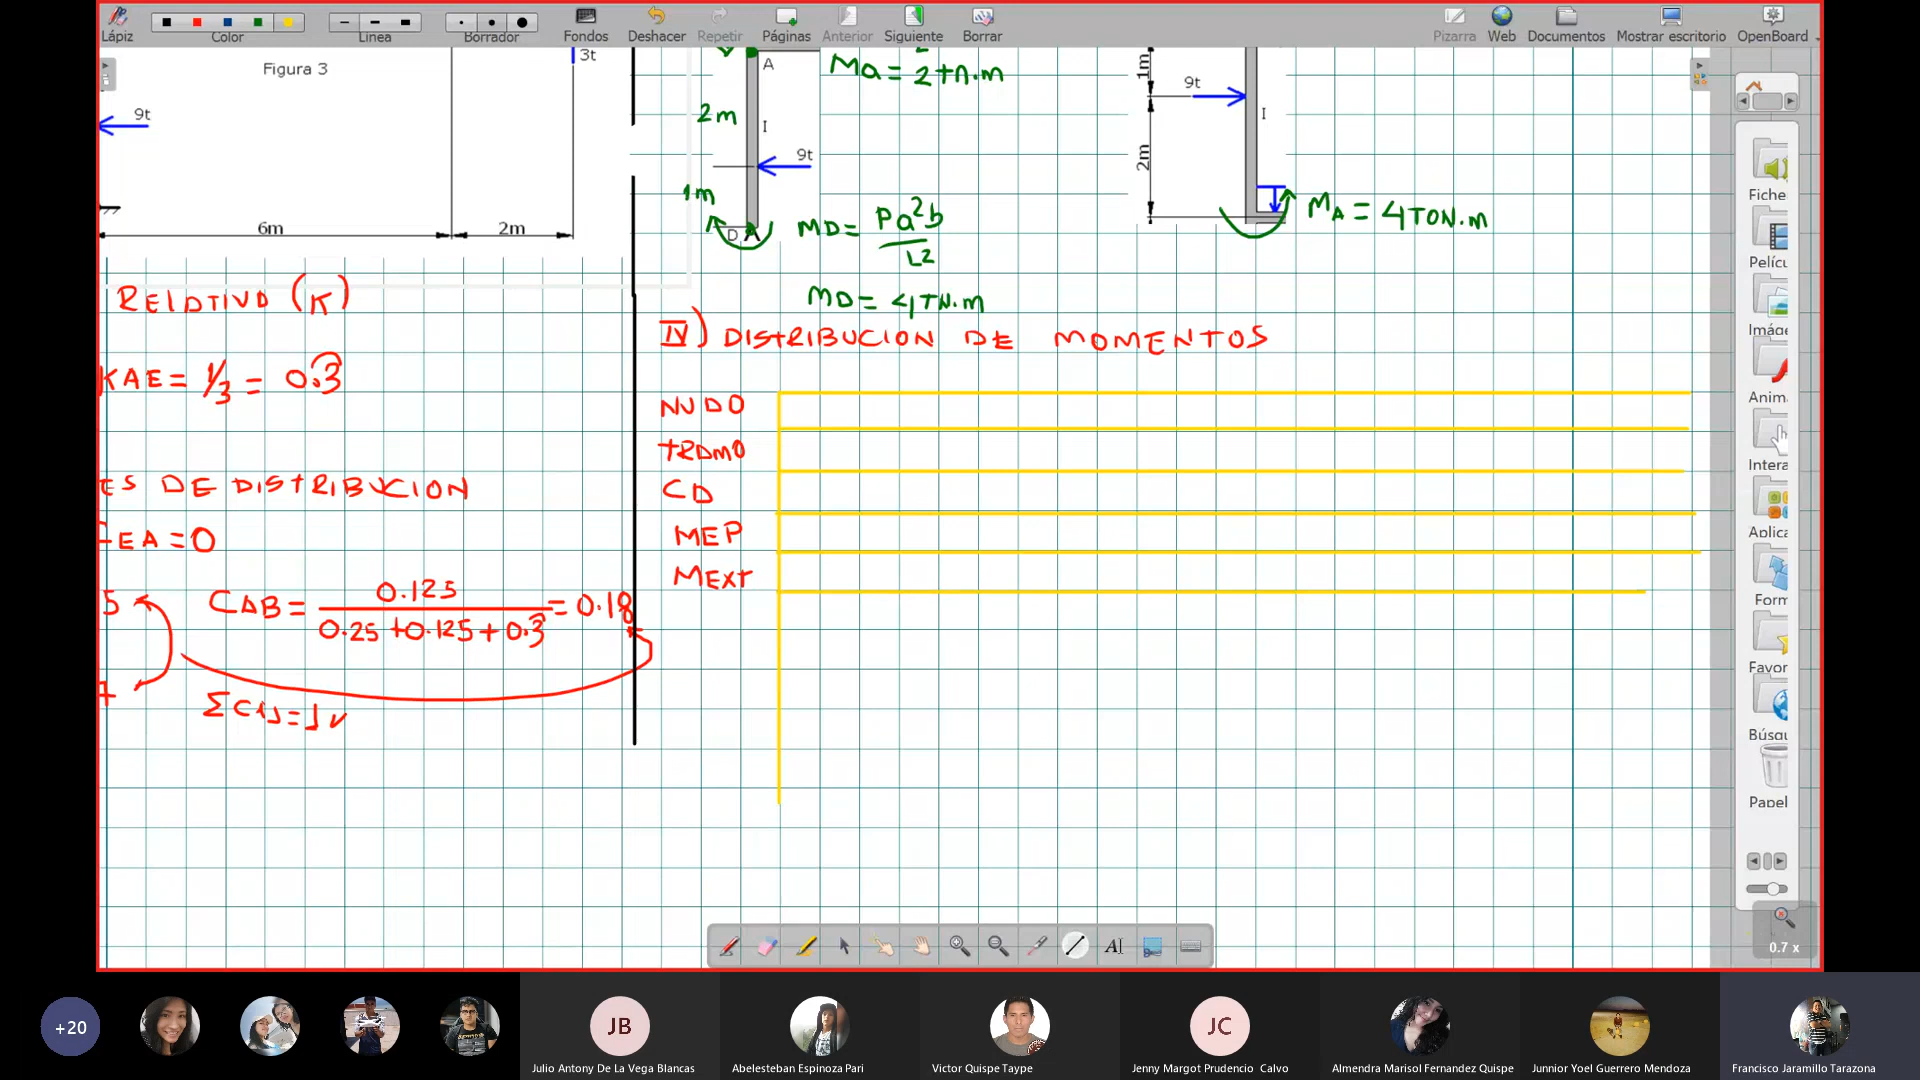 Lápiz
Color
Línea
Borrador
Fondos
Deshacer
Repetir
Páginas
Anterior
Siguiente
Borrar
Pizarra
Web
Documentos
Mostrar escritorio
OpenBoard
Figura 3
3t
9t
6m
2m
A
Ma = 2tn.m
2m
I
9t
1m
D
MD = Pa²b / L²
MD = 4TN.m
1m
9t
I
2m
MA = 4TON.m
RELATIVO (K)
KAE = 1/3 = 0.3
ES DE DISTRIBUCION
EA = 0
5
CAB = 0.125 / 0.25 + 0.125 + 0.3 = 0.18
IV) DISTRIBUCION DE MOMENTOS
NUDO
TRAMO
CD
MEP
MEXT
Fiche
Pelícu
Image
Anim
Intera
Aplica
Form
Favor
Búsqu
Papel
0.7 x
+20
JB
JC
Julio Antony De La Vega Blancas
Abelesteban Espinoza Pari
Victor Quispe Taype
Jenny Margot Prudencio Calvo
Almendra Marisol Fernandez Quispe
Junnior Yoel Guerrero Mendoza
Francisco Jaramillo Tarazona